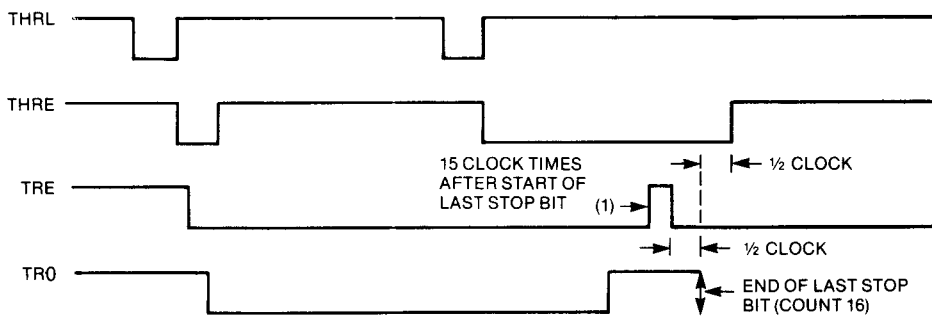 THRL
THRE
15 CLOCK TIMES
AFTER START OF
LAST STOP BIT
(1)
½ CLOCK
TRE
½ CLOCK
TRO
END OF LAST STOP
BIT (COUNT 16)